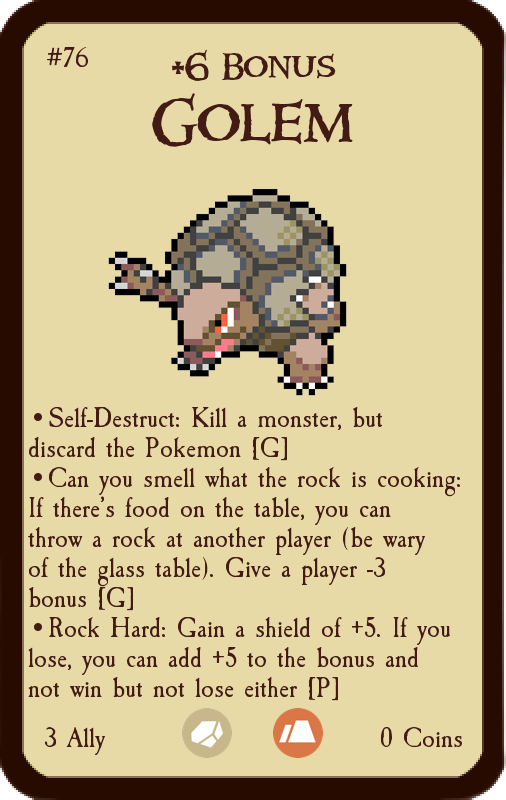 #76
+6 Bonus
Golem
•Self-Destruct: Kill a monster, but
discard the Pokemon [G]
•Can you smell what the rock is cooking:
If there's food on the table, you can
throw a rock at another player (be wary
of the glass table). Give a player -3
bonus [G]
•Rock Hard: Gain a shield of +5. If you
lose, you can add +5 to the bonus and
not win but not lose either [P]
3 Ally
0 Coins